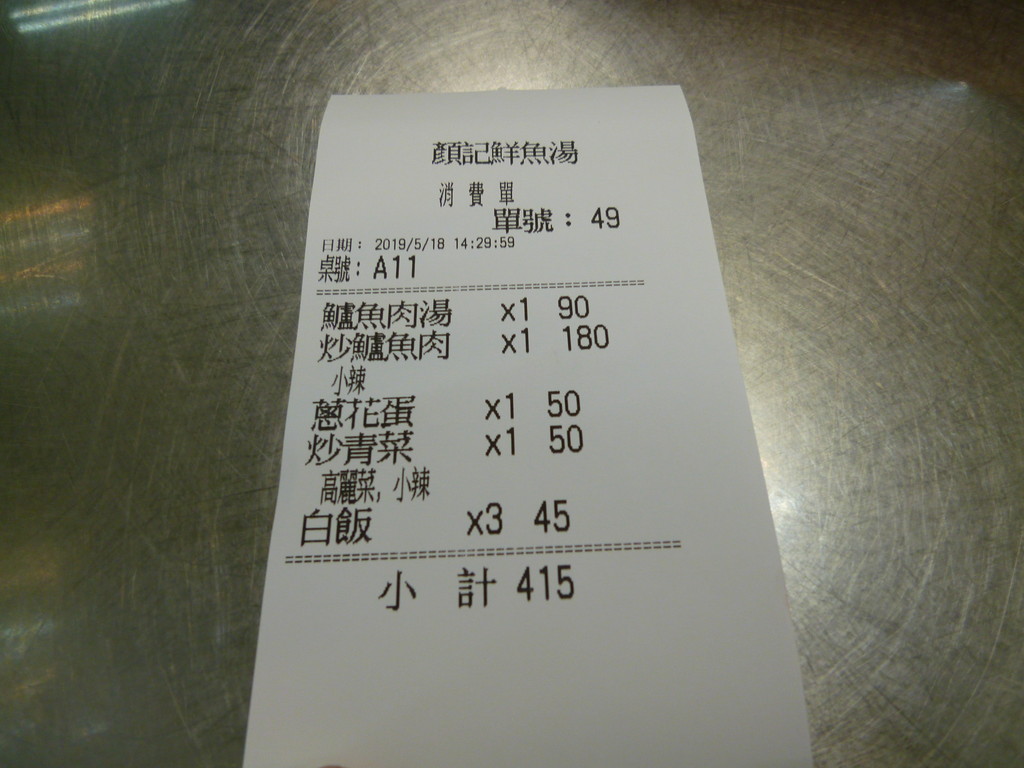 顏記鮮魚湯
消費單
單號： 49
日期： 2019/5/18 14:29:59
桌號： A11
鱸魚肉湯 x1 90
炒鱸魚肉 x1 180
小辣
蔥花蛋 x1 50
炒青菜 x1 50
高麗菜, 小辣
白飯 x3 45
小 計 415